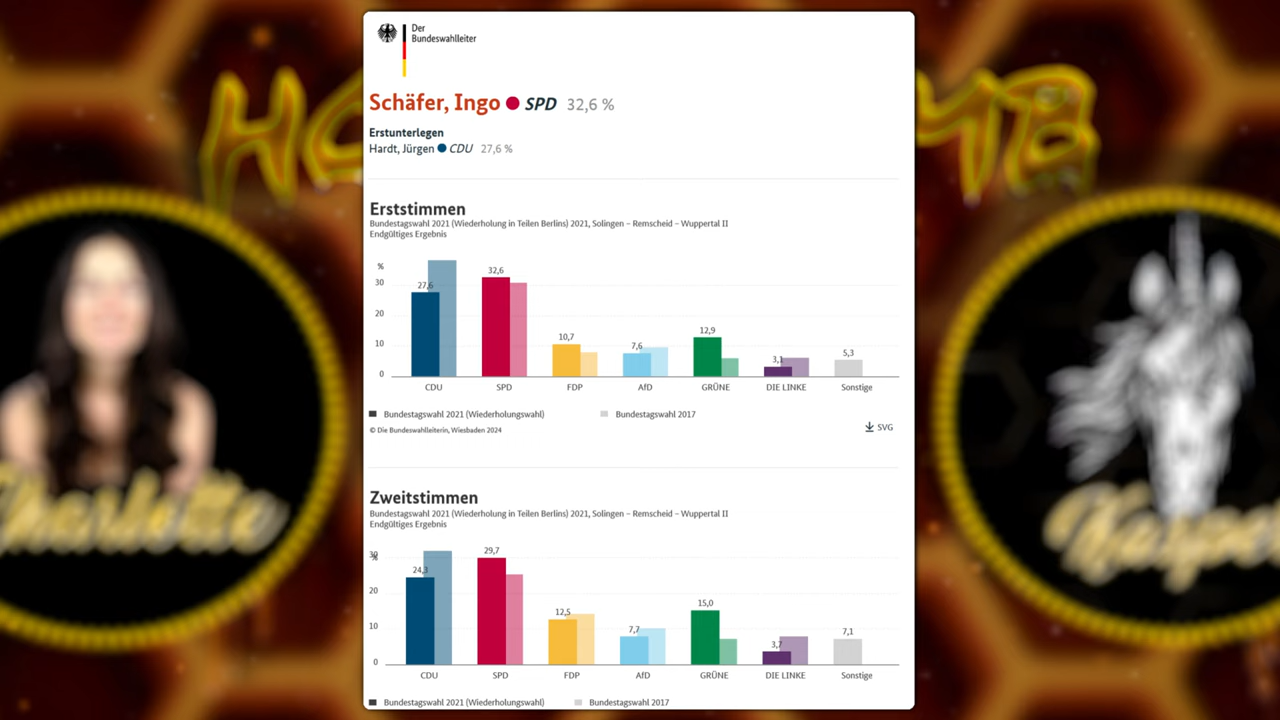 Der
Bundeswahlleiter
Schäfer, Ingo SPD 32,6 %
Erstunterlegen
Hardt, Jürgen CDU 27,6 %
Erststimmen
Bundestagswahl 2021 (Wiederholung in Teilen Berlins) 2021, Solingen – Remscheid – Wuppertal II
Endgültiges Ergebnis
%
30
20
10
0
27,6
32,6
10,7
7,6
12,9
3,1
5,3
CDU SPD FDP AfD GRÜNE DIE LINKE Sonstige
Bundestagswahl 2021 (Wiederholungswahl) Bundestagswahl 2017
© Die Bundeswahlleiterin, Wiesbaden 2024
SVG
Zweitstimmen
Bundestagswahl 2021 (Wiederholung in Teilen Berlins) 2021, Solingen – Remscheid – Wuppertal II
Endgültiges Ergebnis
%
30
20
10
0
24,3
29,7
12,5
7,7
15,0
3,7
7,1
CDU SPD FDP AfD GRÜNE DIE LINKE Sonstige
Bundestagswahl 2021 (Wiederholungswahl) Bundestagswahl 2017
Charlotte